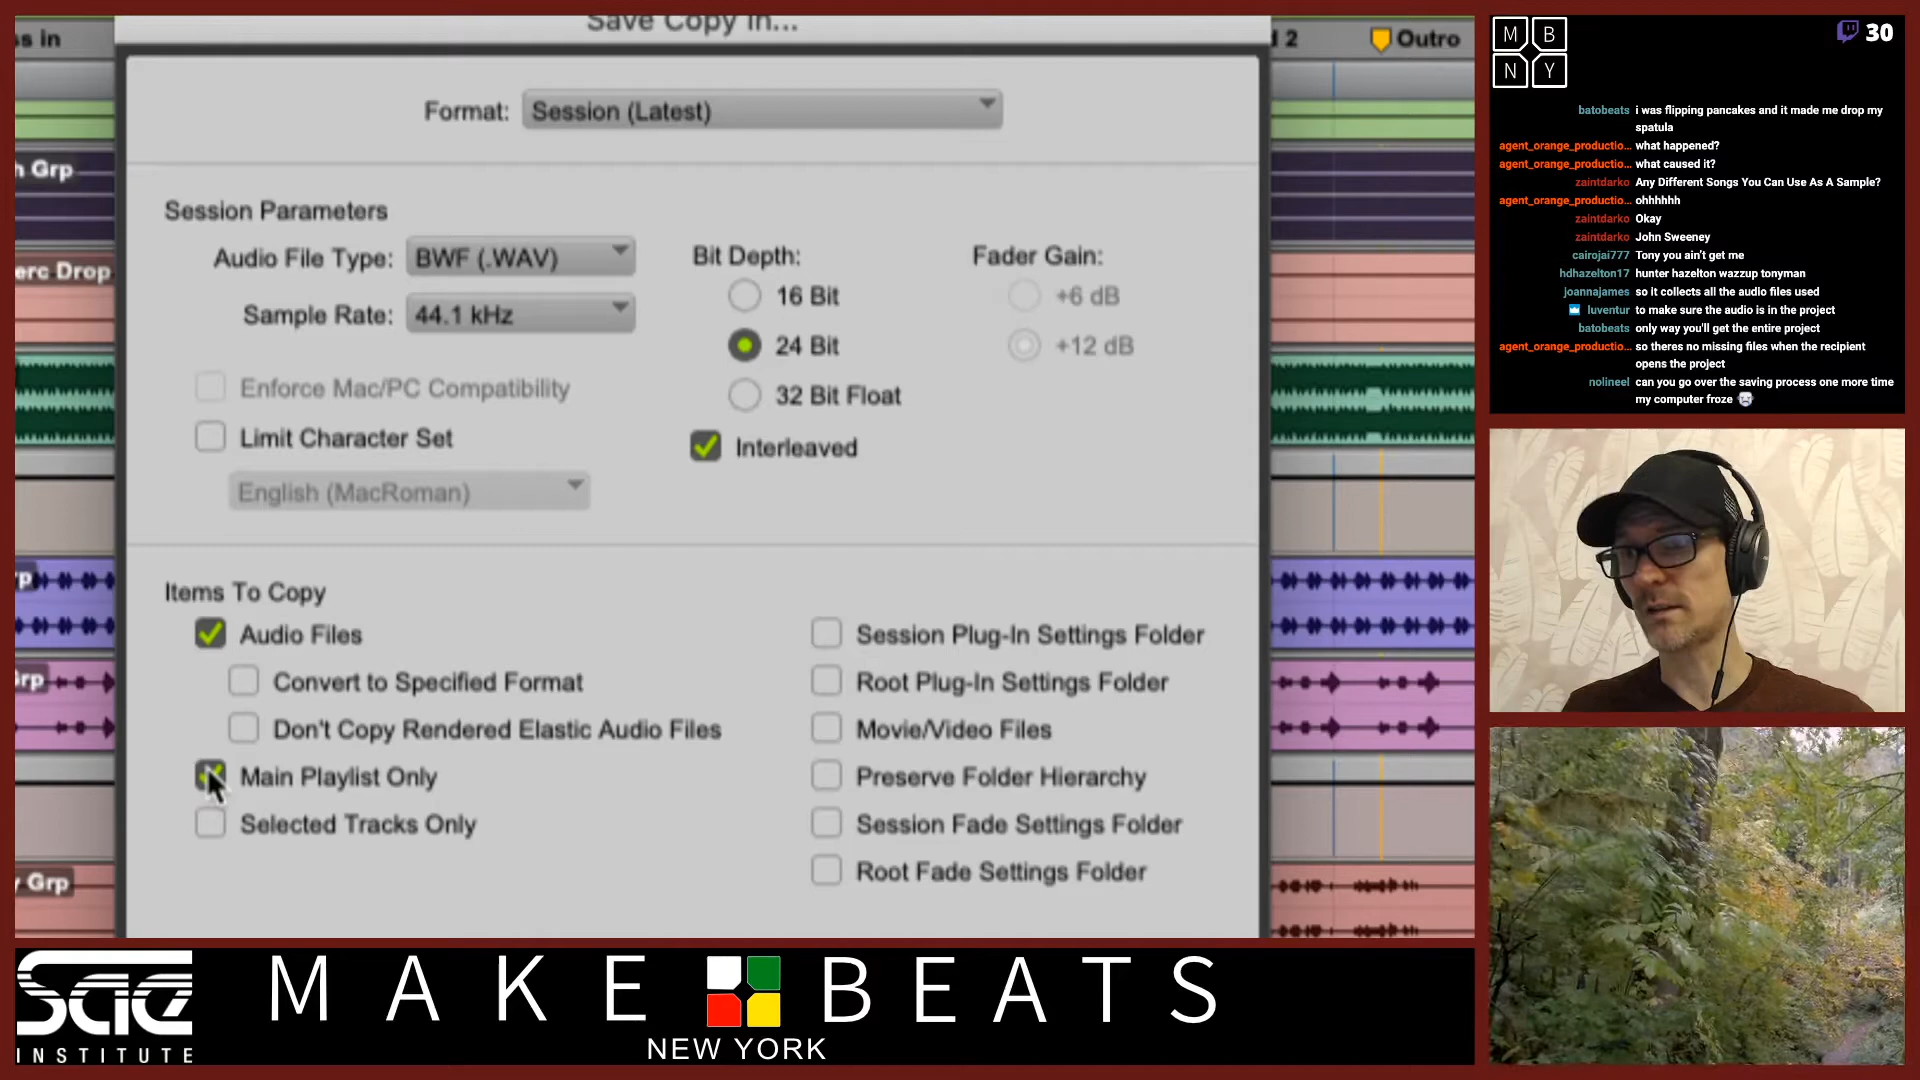 Save Copy In...
ss in
d 2
Outro
Format:
Session (Latest)
h Grp
Session Parameters
Audio File Type:
BWF (.WAV)
Bit Depth:
Fader Gain:
erc Drop
16 Bit
+6 dB
Sample Rate:
44.1 kHz
24 Bit
+12 dB
Enforce Mac/PC Compatibility
32 Bit Float
Limit Character Set
Interleaved
English (MacRoman)
Items To Copy
Audio Files
Session Plug-In Settings Folder
Grp
Convert to Specified Format
Root Plug-In Settings Folder
Don't Copy Rendered Elastic Audio Files
Movie/Video Files
Main Playlist Only
Preserve Folder Hierarchy
Selected Tracks Only
Session Fade Settings Folder
Root Fade Settings Folder
y Grp
M B
N Y
30
batobeats i was flipping pancakes and it made me drop my
spatula
agent_orange_productio... what happened?
agent_orange_productio... what caused it?
zaintdarko Any Different Songs You Can Use As A Sample?
agent_orange_productio... ohhhhhh
zaintdarko Okay
zaintdarko John Sweeney
cairojai777 Tony you ain't get me
hdhazelton17 hunter hazelton wazzup tonyman
joannajames so it collects all the audio files used
luventur to make sure the audio is in the project
batobeats only way you'll get the entire project
agent_orange_productio... so theres no missing files when the recipient
opens the project
nolineel can you go over the saving process one more time
my computer froze
sae
INSTITUTE
MAKE BEATS
NEW YORK